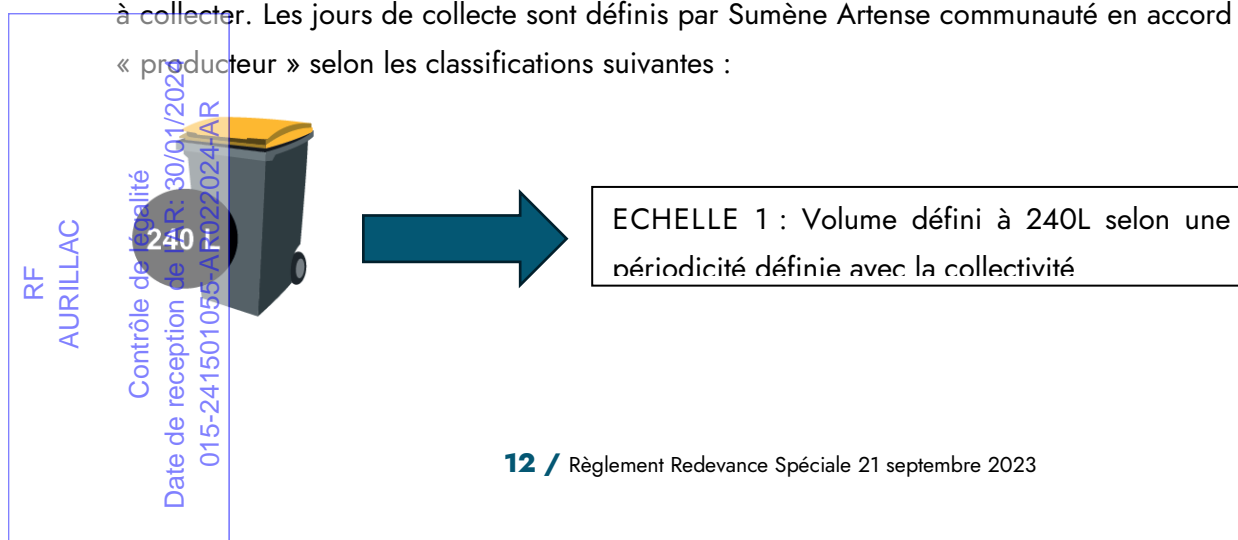 à collecter. Les jours de collecte sont définis par Sumène Artense communauté en accord
« producteur » selon les classifications suivantes :
240 L
ECHELLE 1 : Volume défini à 240L selon une
périodicité définie avec la collectivité
RF
AURILLAC
Contrôle de légalité
Date de reception de l'AR: 30/01/2024
015-241501055-AR022024-AR
12 / Règlement Redevance Spéciale 21 septembre 2023